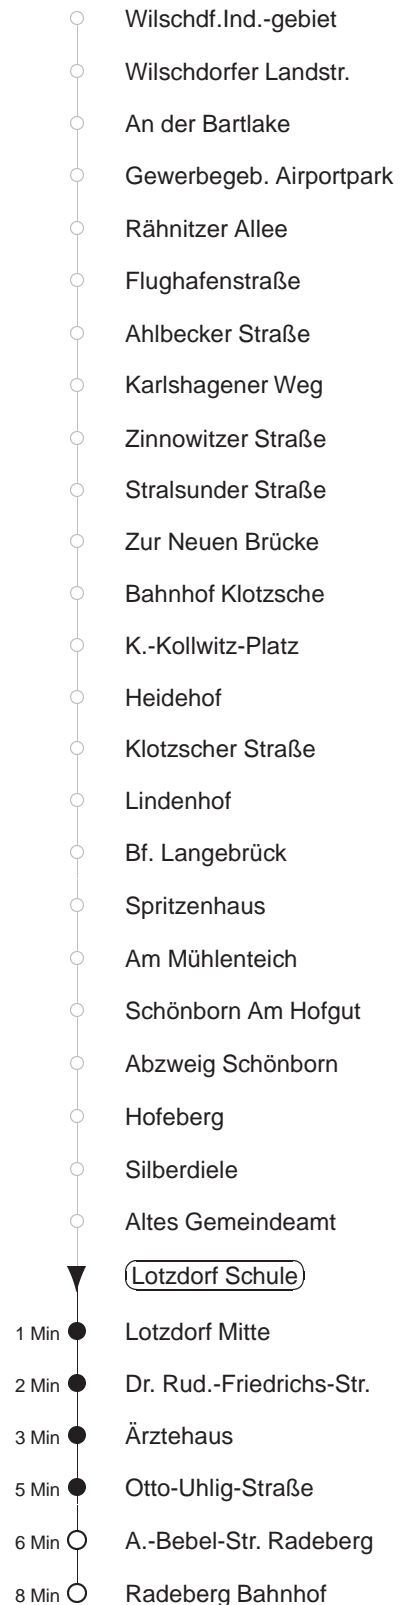 Wilschdf.Ind.-gebiet
Wilschdorfer Landstr.
An der Bartlake
Gewerbegeb. Airportpark
Rähnitzer Allee
Flughafenstraße
Ahlbecker Straße
Karlshagener Weg
Zinnowitzer Straße
Stralsunder Straße
Zur Neuen Brücke
Bahnhof Klotzsche
K.-Kollwitz-Platz
Heidehof
Klotzscher Straße
Lindenhof
Bf. Langebrück
Spritzenhaus
Am Mühlenteich
Schönborn Am Hofgut
Abzweig Schönborn
Hofeberg
Silberdiele
Altes Gemeindeamt
Lotzdorf Schule
1 Min Lotzdorf Mitte
2 Min Dr. Rud.-Friedrichs-Str.
3 Min Ärztehaus
5 Min Otto-Uhlig-Straße
6 Min A.-Bebel-Str. Radeberg
8 Min Radeberg Bahnhof